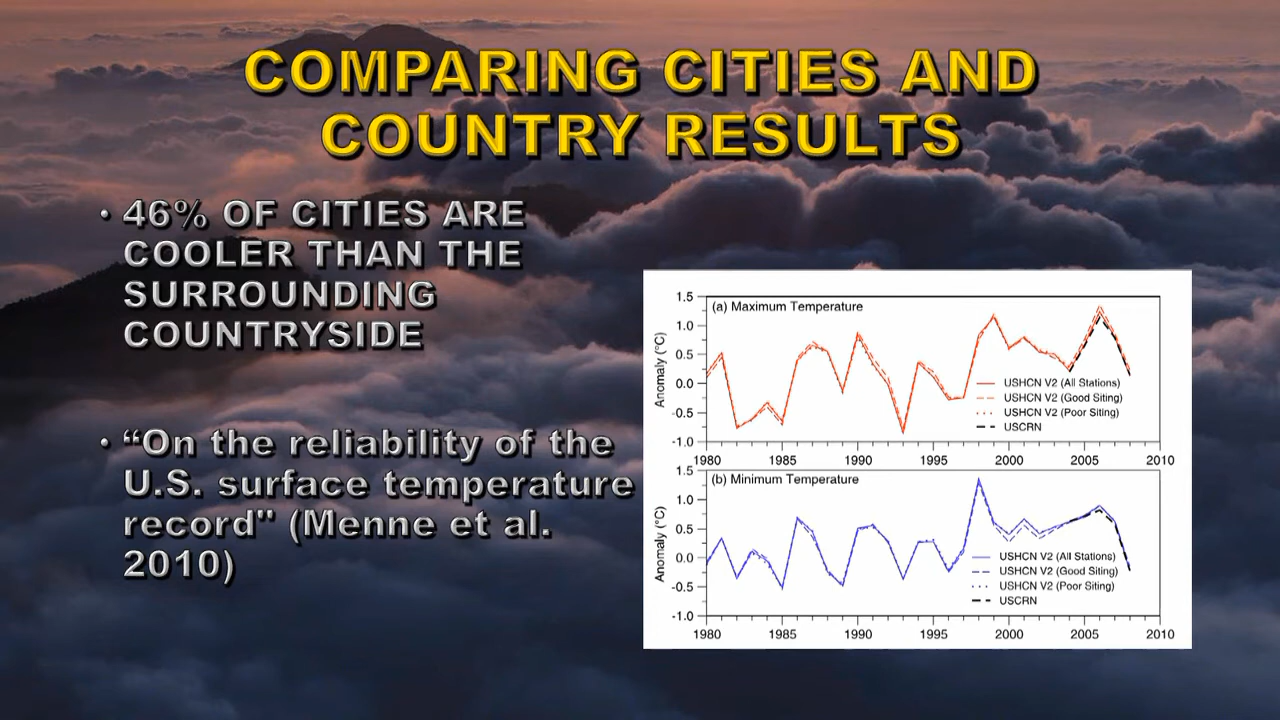 COMPARING CITIES AND
COUNTRY RESULTS
• 46% OF CITIES ARE
COOLER THAN THE
SURROUNDING
COUNTRYSIDE
• “On the reliability of the
U.S. surface temperature
record" (Menne et al.
2010)
(a) Maximum Temperature
Anomaly (°C)
1.5
1.0
0.5
0.0
-0.5
-1.0
USHCN V2 (All Stations)
USHCN V2 (Good Siting)
USHCN V2 (Poor Siting)
USCRN
1980 1985 1990 1995 2000 2005 2010
(b) Minimum Temperature
Anomaly (°C)
1.5
1.0
0.5
0.0
-0.5
-1.0
USHCN V2 (All Stations)
USHCN V2 (Good Siting)
USHCN V2 (Poor Siting)
USCRN
1980 1985 1990 1995 2000 2005 2010